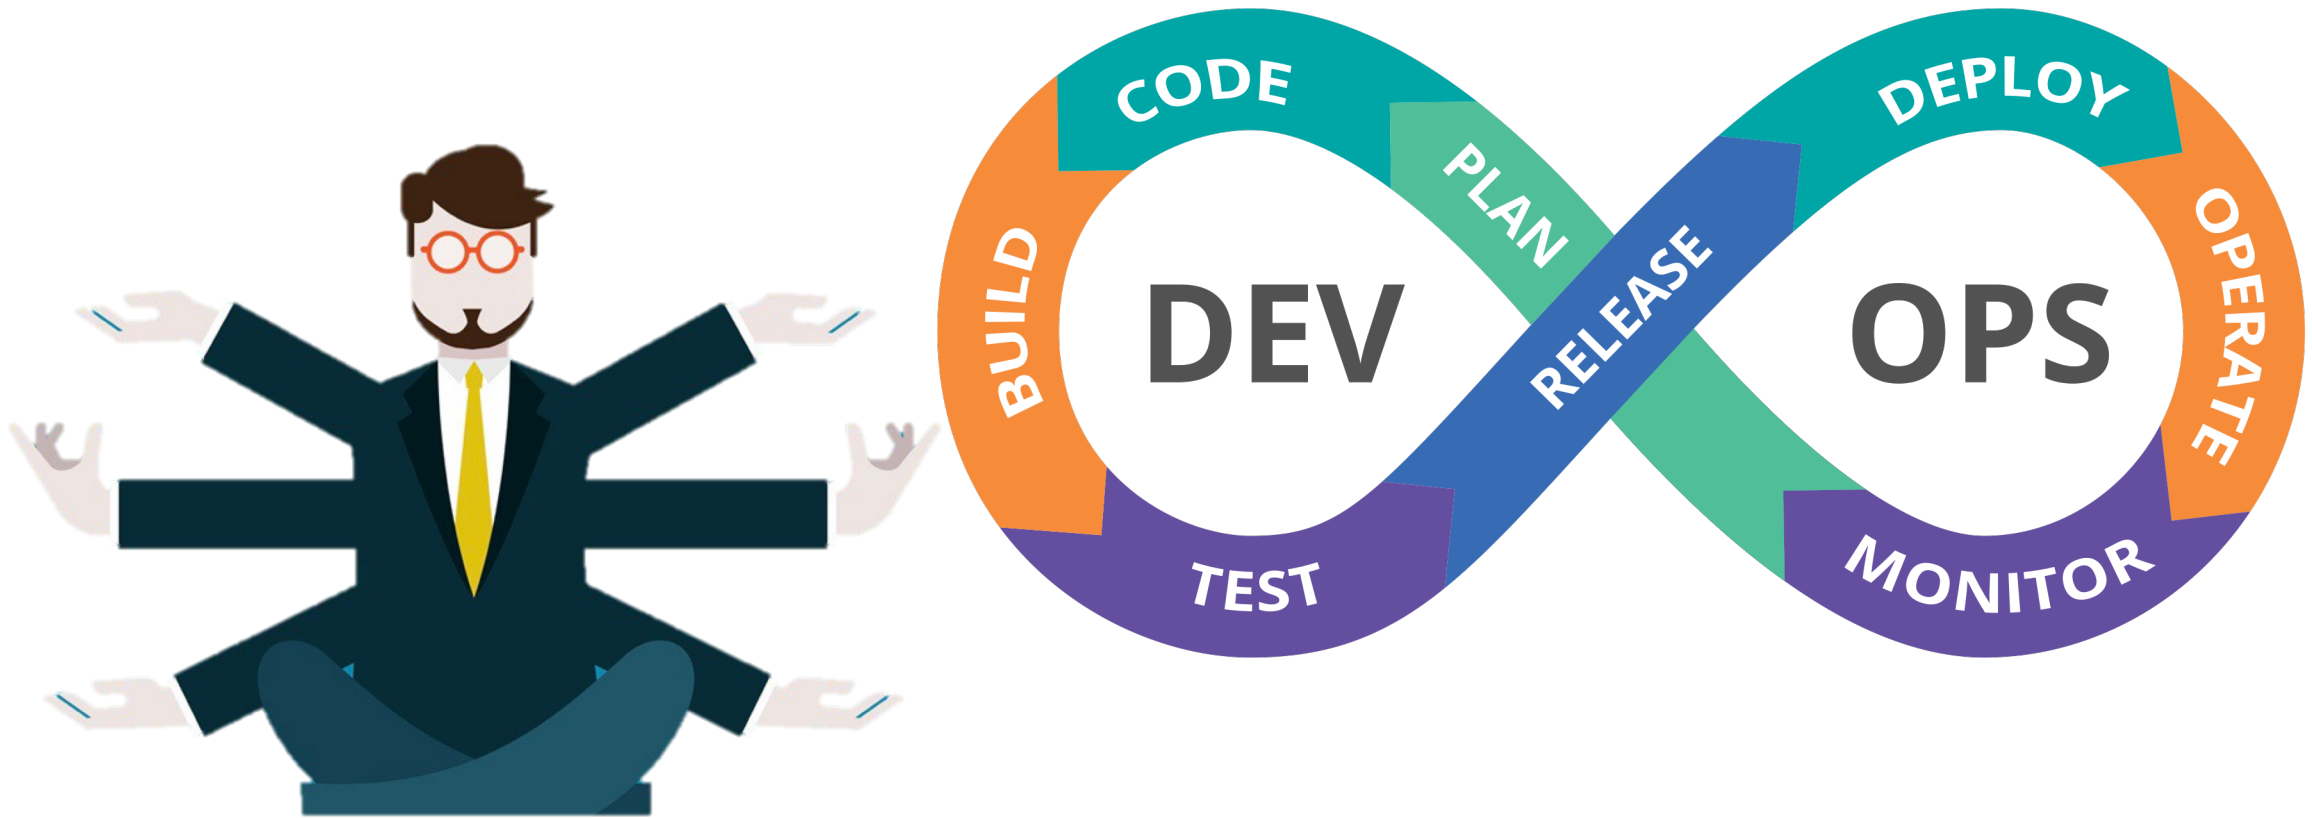 CODE
PLAN
BUILD
DEV
TEST
RELEASE
DEPLOY
OPERATE
OPS
MONITOR